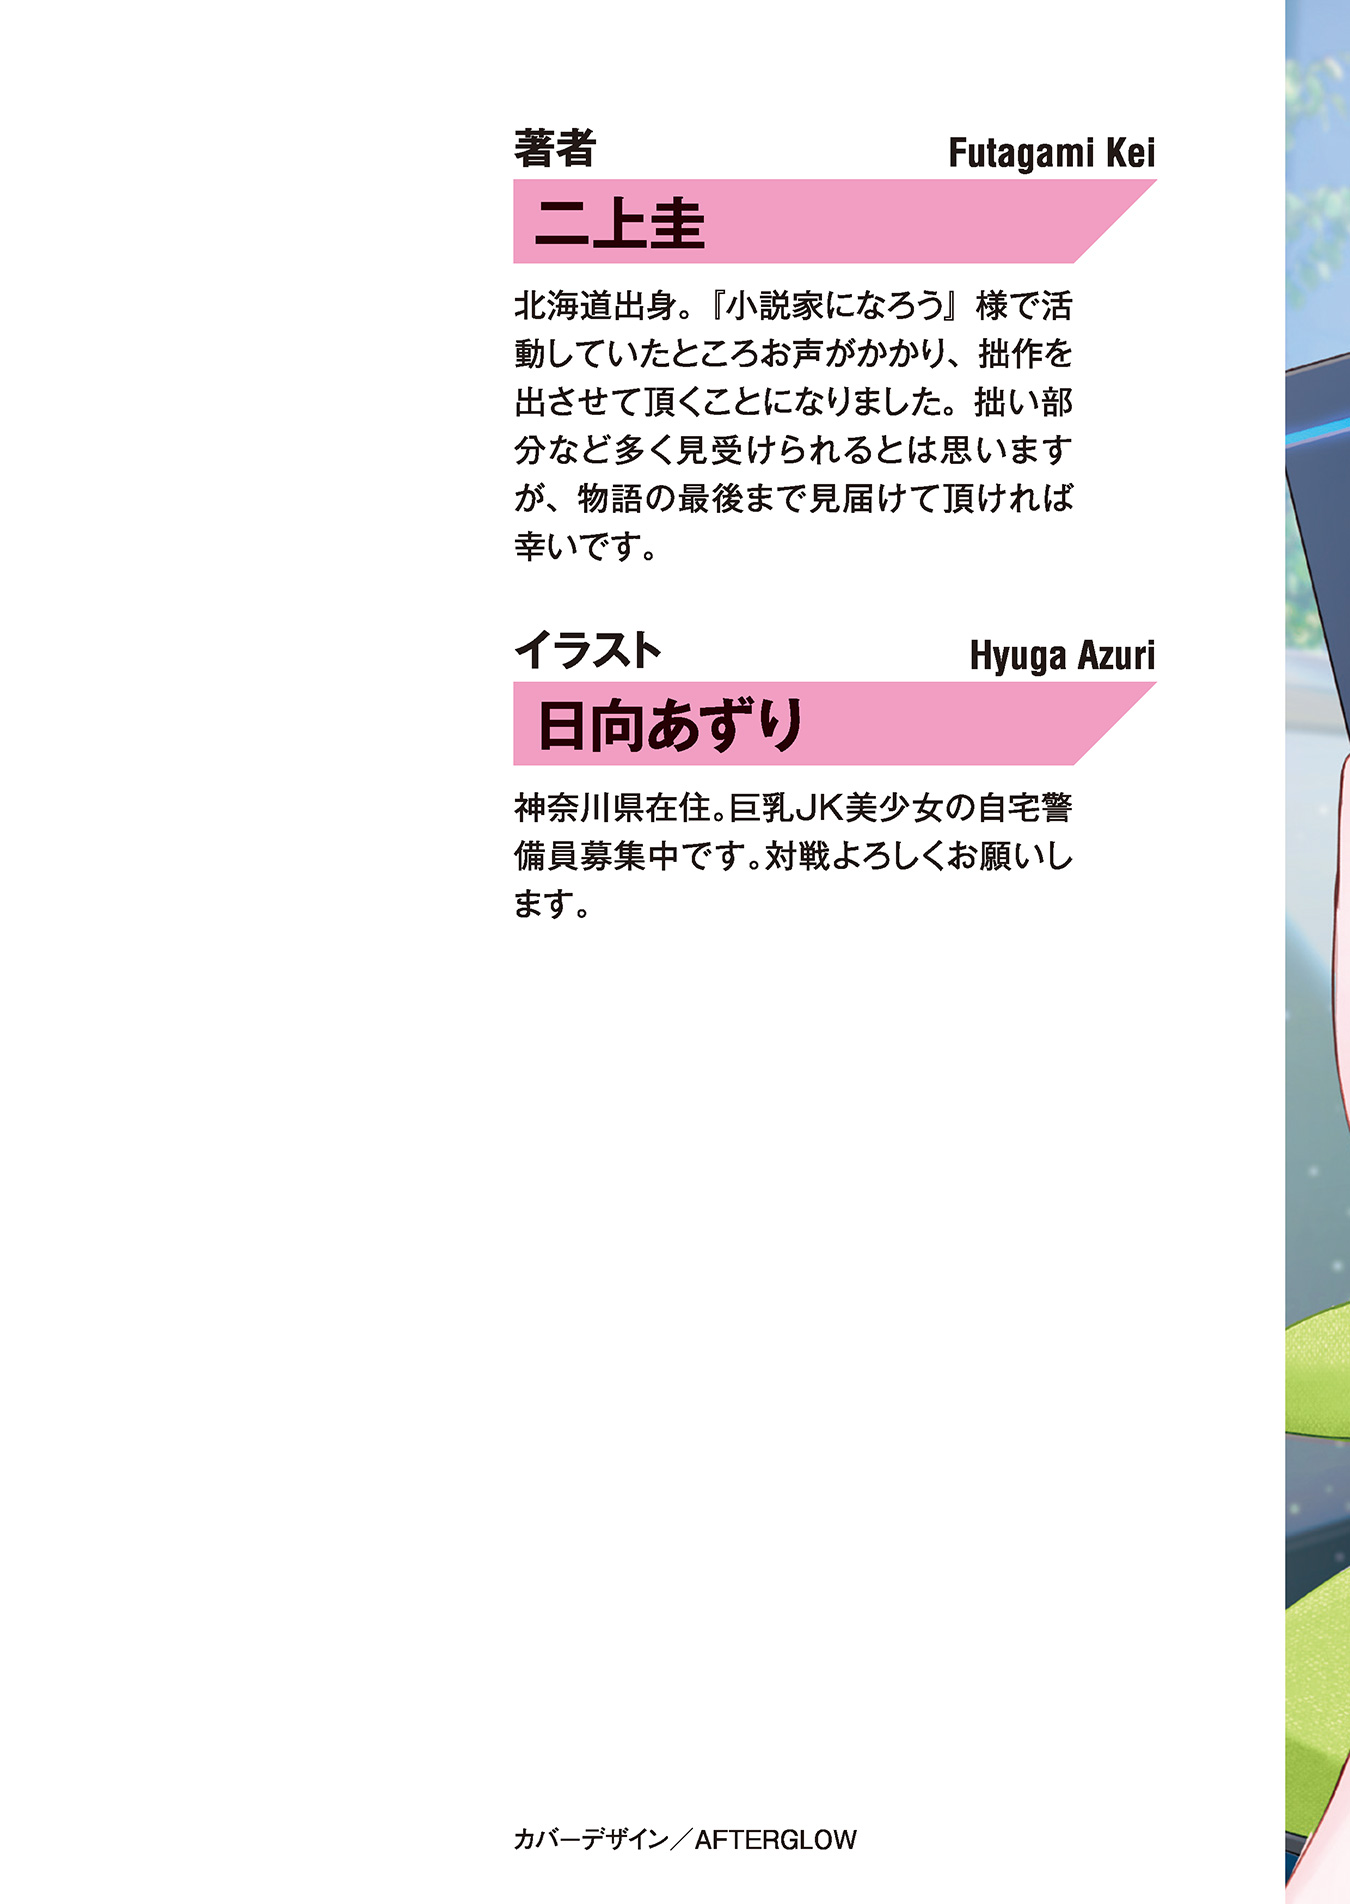 著者 Futagami Kei
二上圭
北海道出身。『小説家になろう』様で活
動していたところお声がかかり、拙作を
出させて頂くことになりました。拙い部
分など多く見受けられるとは思います
が、物語の最後まで見届けて頂ければ
幸いです。
イラスト Hyuga Azuri
日向あずり
神奈川県在住。巨乳JK美少女の自宅警
備員募集中です。対戦よろしくお願いし
ます。
カバーデザイン／AFTERGLOW